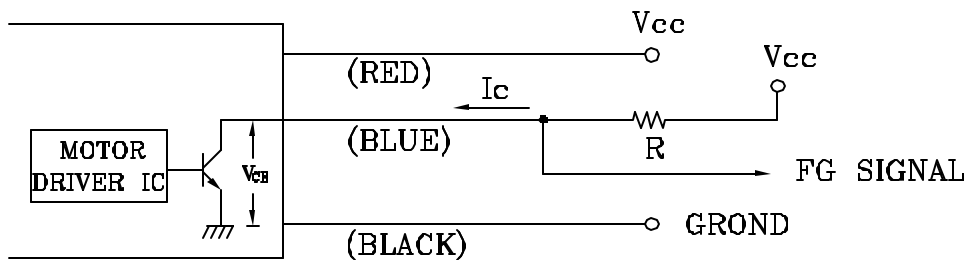 Vcc
Vcc
(RED)
Ic
(BLUE)
R
MOTOR
DRIVER IC
VCE
FG SIGNAL
GROND
(BLACK)